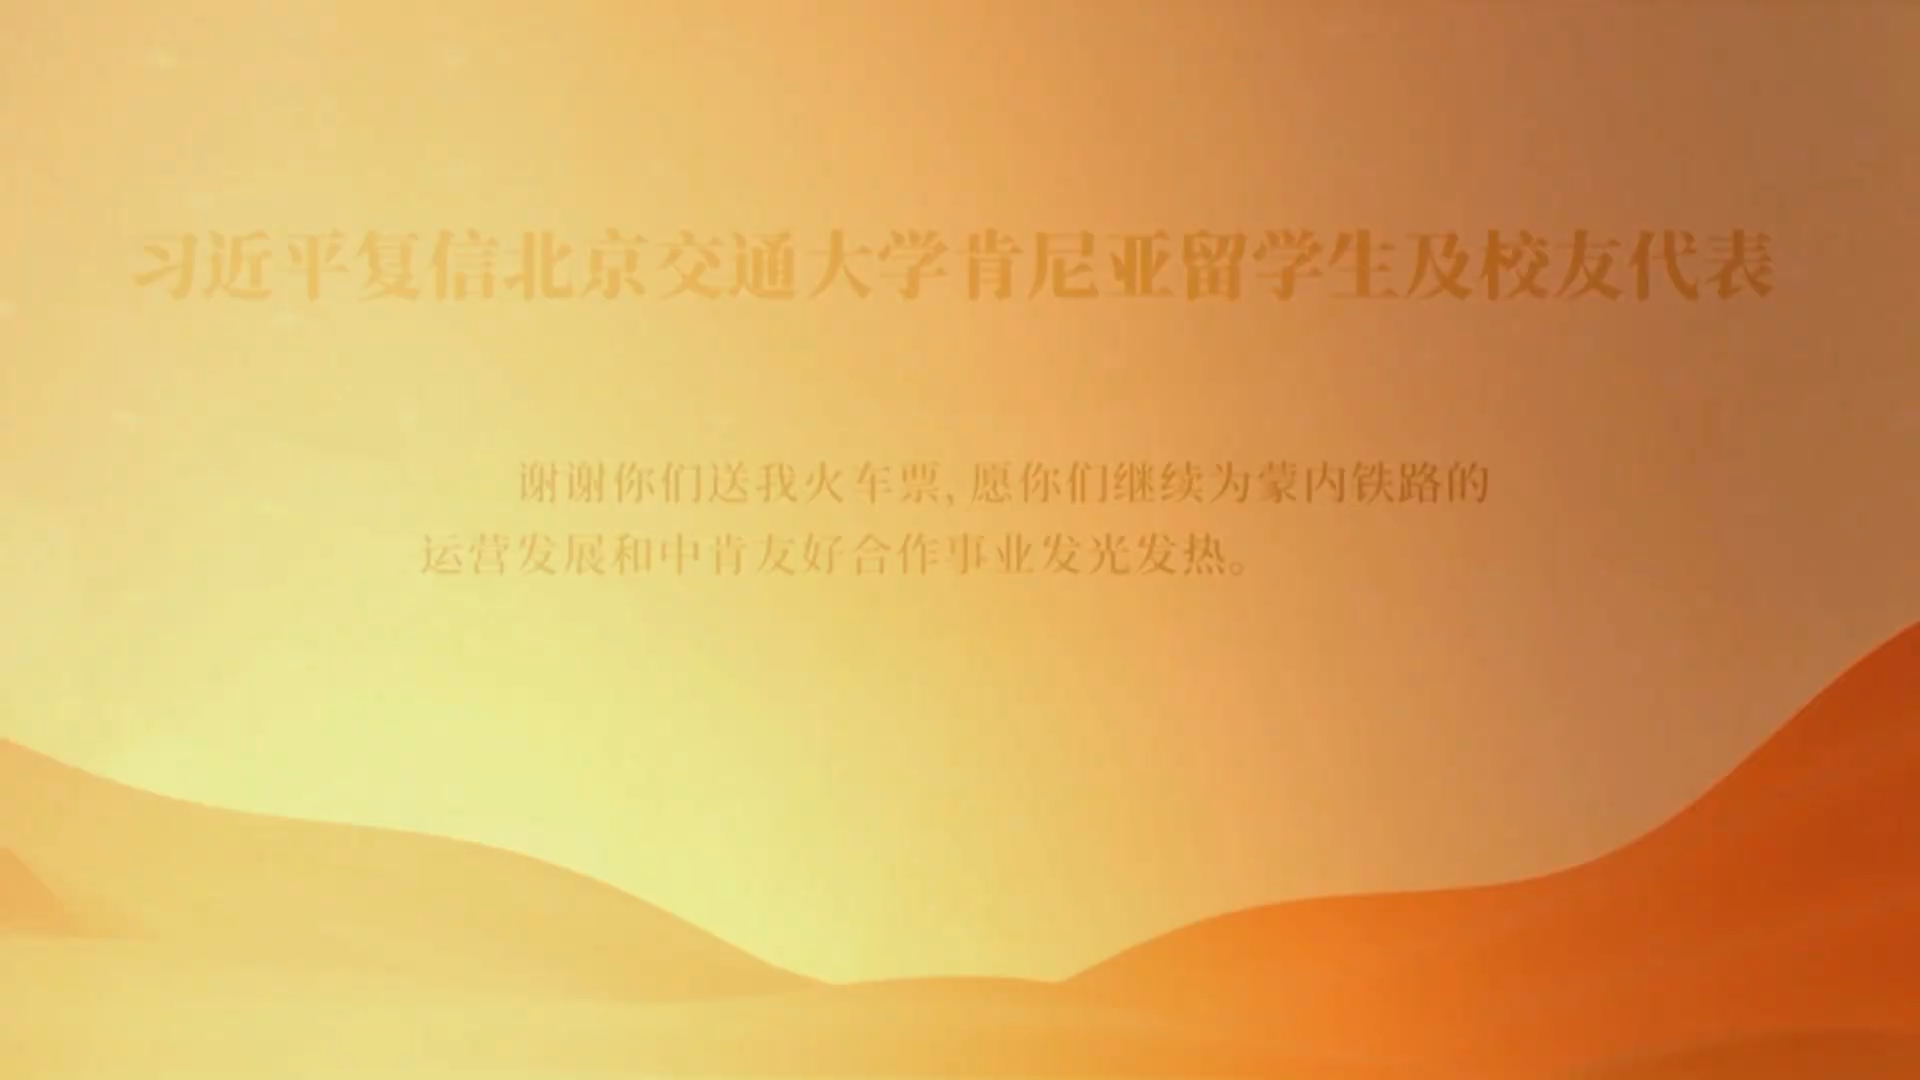 习近平复信北京交通大学肯尼亚留学生及校友代表
谢谢你们送我火车票，愿你们继续为蒙内铁路的
运营发展和中肯友好合作事业发光发热。